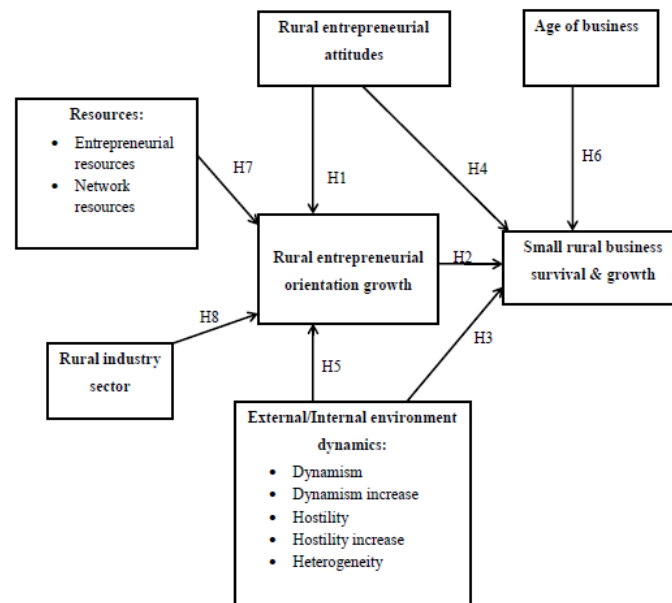 Rural entrepreneurial
attitudes
Age of business
Resources:
• Entrepreneurial
resources
• Network
resources
H7
H1
H4
H6
Rural entrepreneurial
orientation growth
H2
Small rural business
survival & growth
H8
Rural industry
sector
H5
H3
External/Internal environment
dynamics:
• Dynamism
• Dynamism increase
• Hostility
• Hostility increase
• Heterogeneity